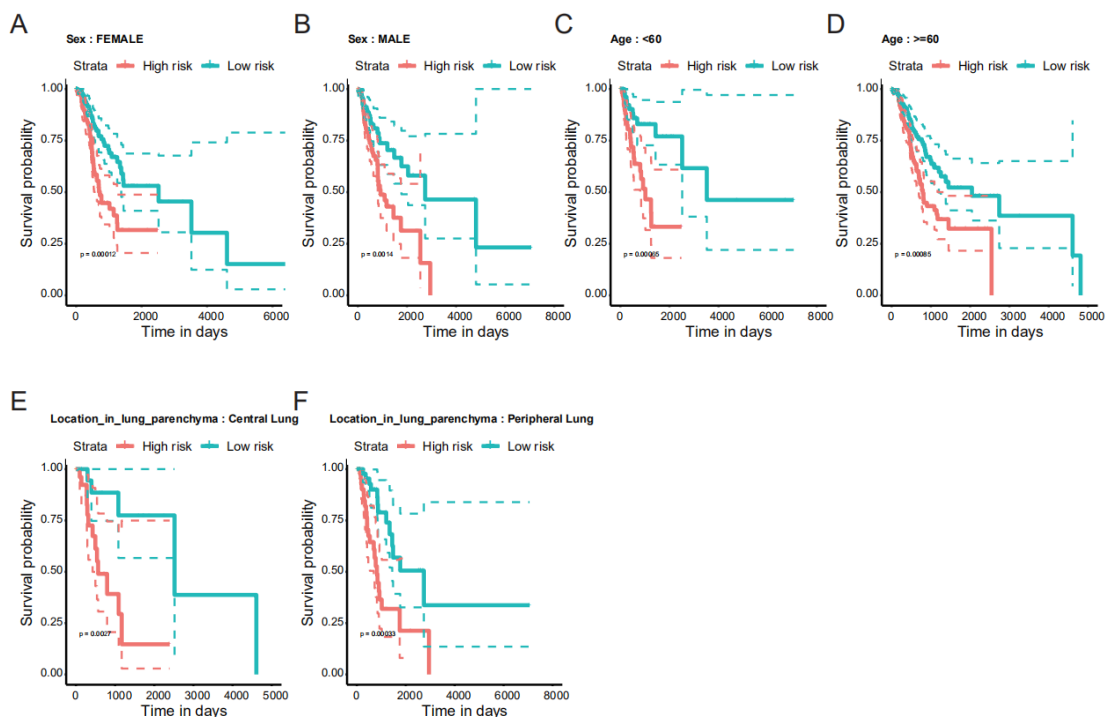 A
Sex : FEMALE
Strata High risk Low risk
1.00
0.75
0.50
0.25
0.00
Survival probability
p = 0.00012
0 2000 4000 6000
Time in days
B
Sex : MALE
Strata High risk Low risk
1.00
0.75
0.50
0.25
0.00
Survival probability
p = 0.0014
0 2000 4000 6000 8000
Time in days
C
Age : <60
Strata High risk Low risk
1.00
0.75
0.50
0.25
0.00
Survival probability
0 2000 4000 6000 8000
Time in days
D
Age : >=60
Strata High risk Low risk
1.00
0.75
0.50
0.25
0.00
Survival probability
p = 0.00085
0 1000 2000 3000 4000 5000
Time in days
E
Location_in_lung_parenchyma : Central Lung
Strata High risk Low risk
1.00
0.75
0.50
0.25
0.00
Survival probability
p = 0.0027
0 1000 2000 3000 4000 5000
Time in days
F
Location_in_lung_parenchyma : Peripheral Lung
Strata High risk Low risk
1.00
0.75
0.50
0.25
0.00
Survival probability
p = 0.00033
0 1000 2000 3000 4000 5000 6000 7000 8000
Time in days